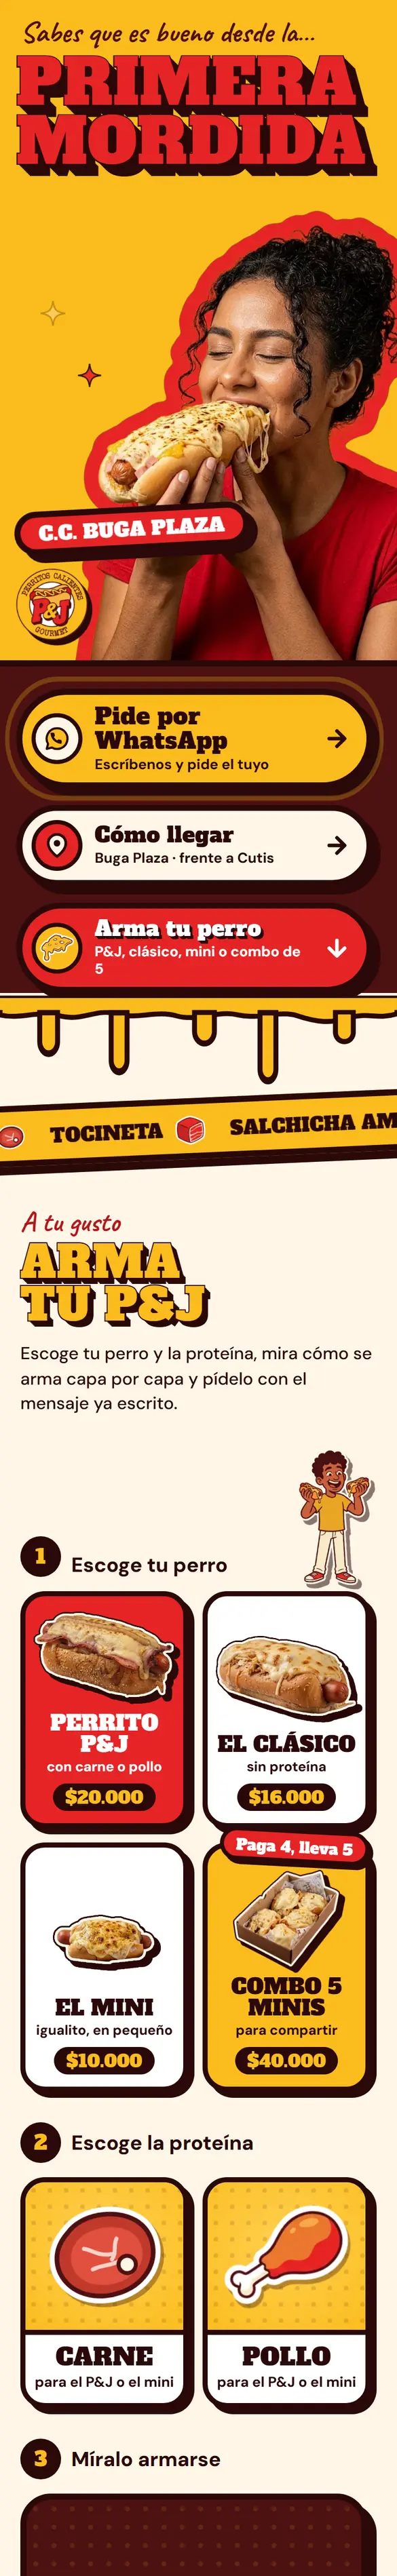 Sabes que es bueno desde la...
PRIMERA
MORDIDA
C.C. BUGA PLAZA
PERRITOS CALIENTES
P&J
GOURMET
Pide por
WhatsApp
Escríbenos y pide el tuyo
Cómo llegar
Buga Plaza · frente a Cutis
Arma tu perro
P&J, clásico, mini o combo de
5
TOCINETA SALCHICHA AM
A tu gusto
ARMA
TU P&J
Escoge tu perro y la proteína, mira cómo se
arma capa por capa y pídelo con el
mensaje ya escrito.
1 Escoge tu perro
PERRITO
P&J
con carne o pollo
$20.000
EL CLÁSICO
sin proteína
$16.000
EL MINI
igualito, en pequeño
$10.000
Paga 4, lleva 5
COMBO 5
MINIS
para compartir
$40.000
2 Escoge la proteína
CARNE
para el P&J o el mini
POLLO
para el P&J o el mini
3 Míralo armarse